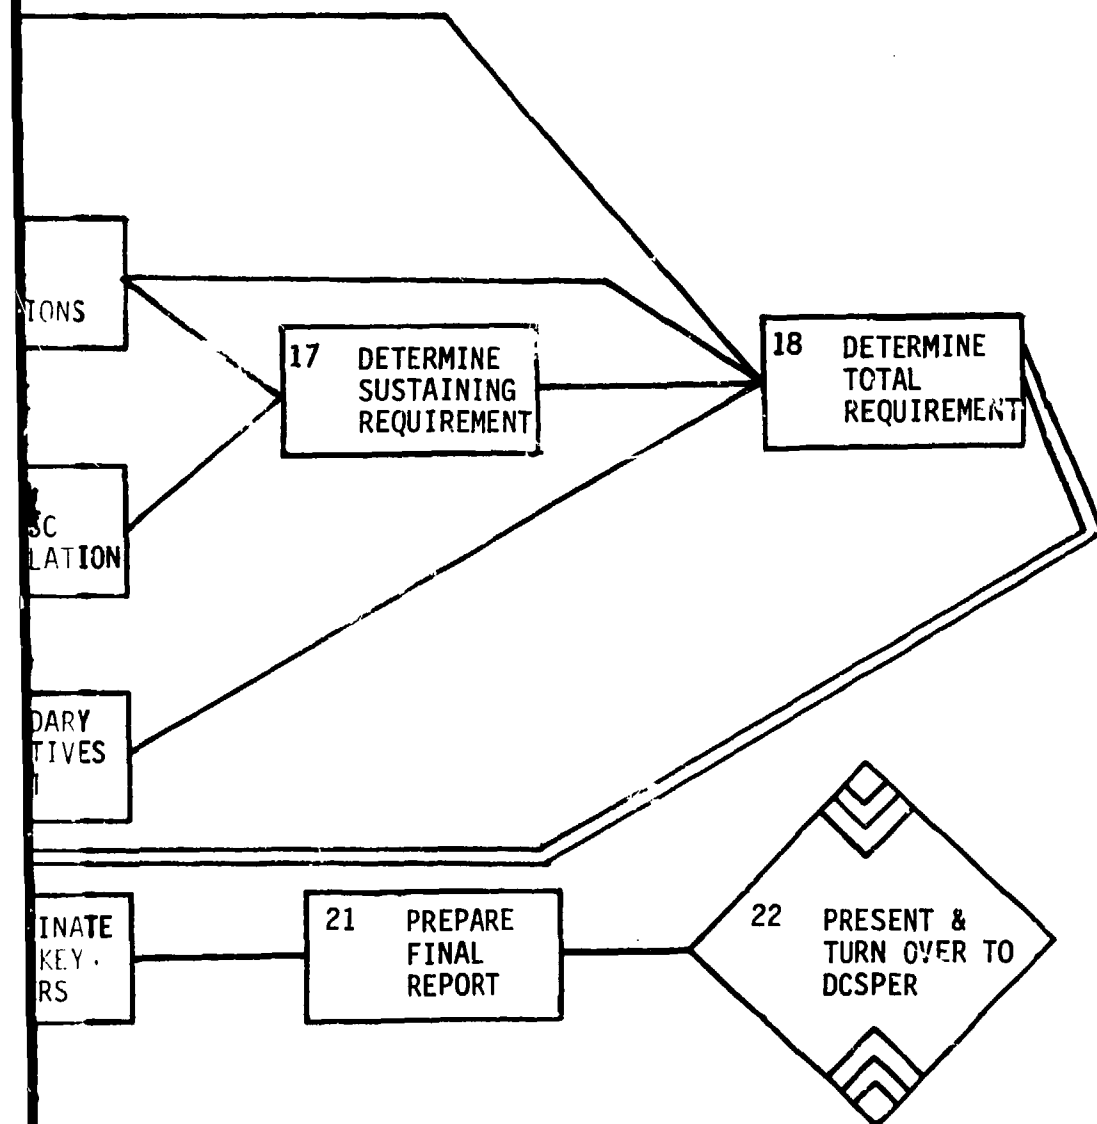 IONS
17 DETERMINE
SUSTAINING
REQUIREMENT
18 DETERMINE
TOTAL
REQUIREMENT
SC
LATION
DARY
TIVES
INATE
KEY
RS
21 PREPARE
FINAL
REPORT
22 PRESENT &
TURN OVER TO
DCSPER